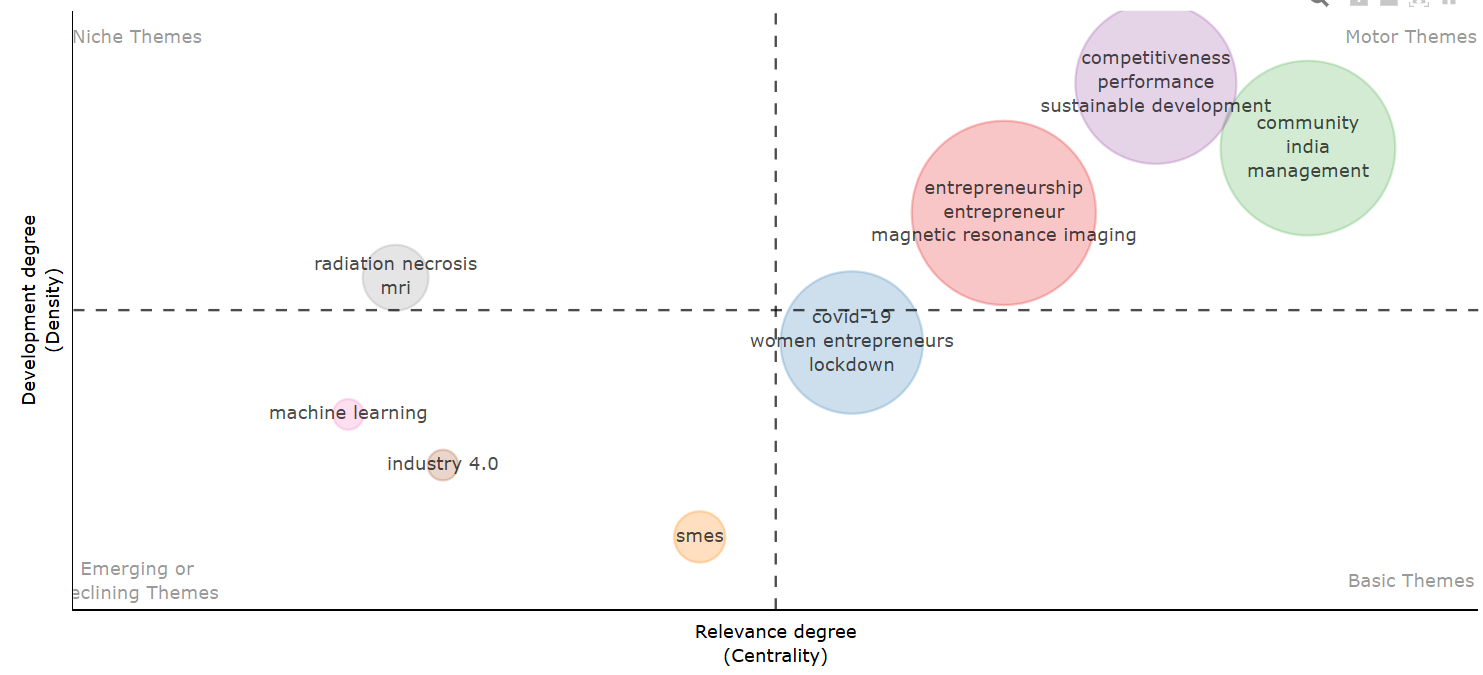 Niche Themes
Motor Themes
competitiveness
performance
sustainable development
community
india
management
entrepreneurship
entrepreneur
magnetic resonance imaging
radiation necrosis
mri
covid-19
women entrepreneurs
lockdown
machine learning
industry 4.0
smes
Emerging or
eclining Themes
Basic Themes
Development degree
(Density)
Relevance degree
(Centrality)